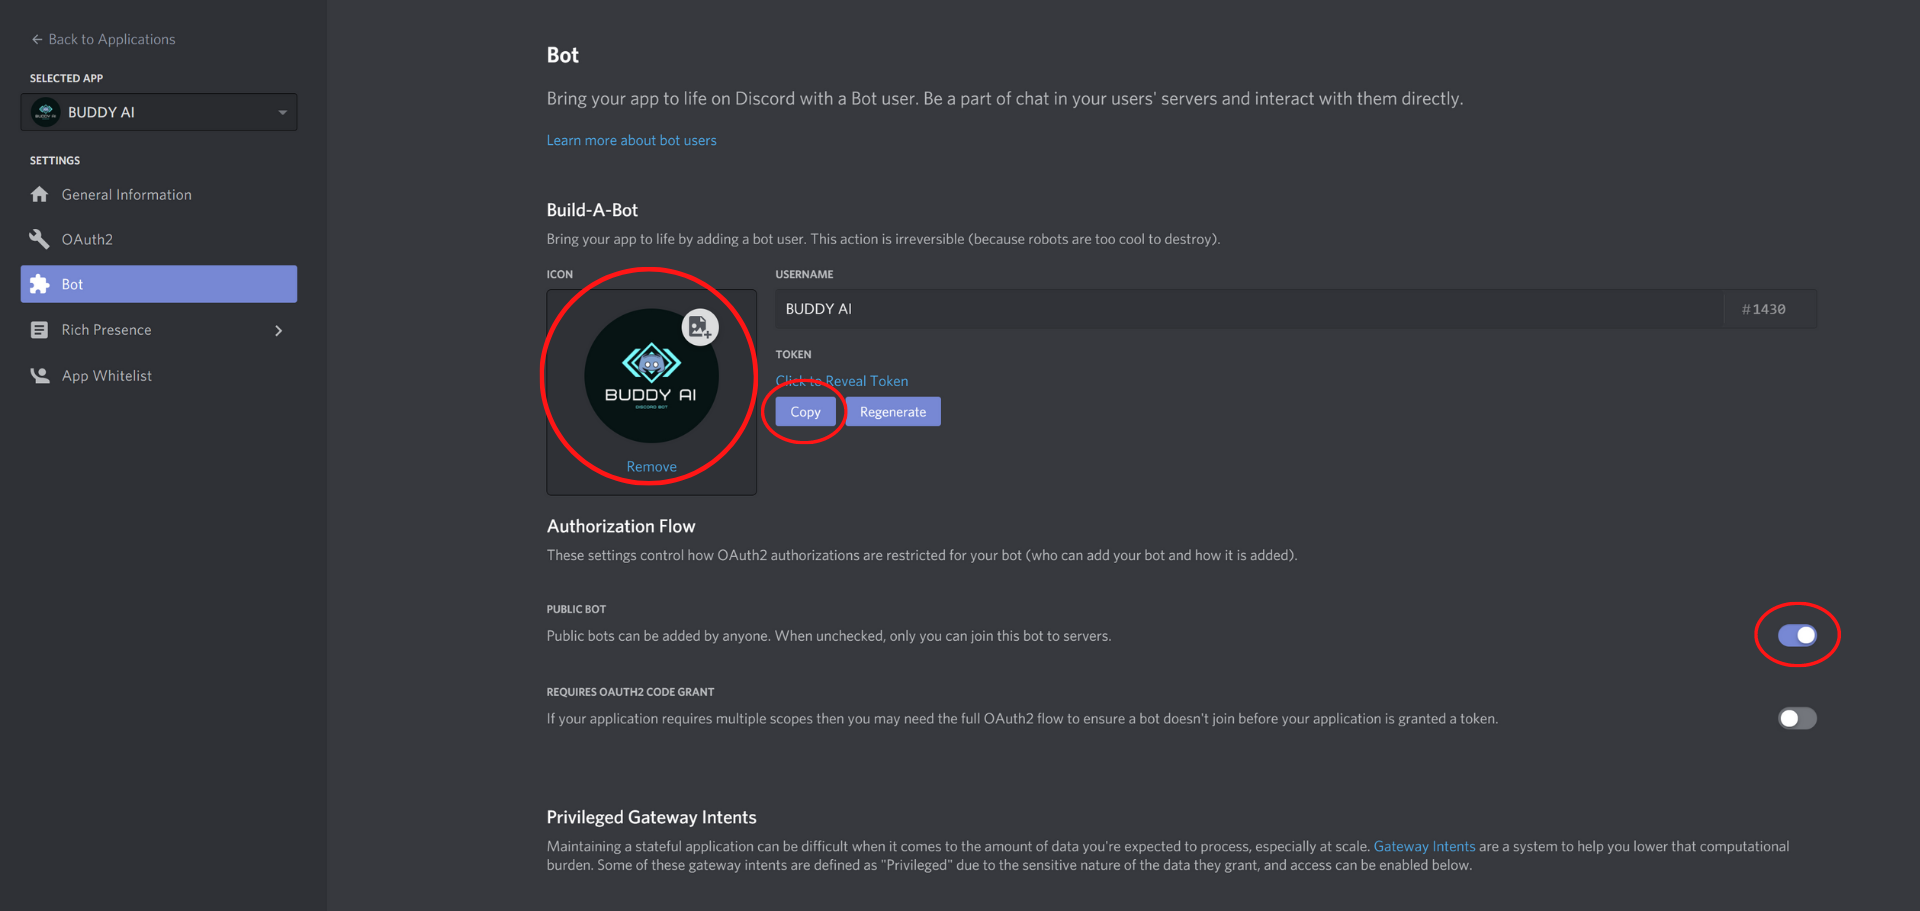 Back to Applications
SELECTED APP
BUDDY AI
SETTINGS
General Information
OAuth2
Bot
Rich Presence
App Whitelist
Bot
Bring your app to life on Discord with a Bot user. Be a part of chat in your users' servers and interact with them directly.
Learn more about bot users
Build-A-Bot
Bring your app to life by adding a bot user. This action is irreversible (because robots are too cool to destroy).
ICON
BUDDY AI
DISCORD BOT
Remove
USERNAME
BUDDY AI
#1430
TOKEN
Click to Reveal Token
Copy
Regenerate
Authorization Flow
These settings control how OAuth2 authorizations are restricted for your bot (who can add your bot and how it is added).
PUBLIC BOT
Public bots can be added by anyone. When unchecked, only you can join this bot to servers.
REQUIRES OAUTH2 CODE GRANT
If your application requires multiple scopes then you may need the full OAuth2 flow to ensure a bot doesn't join before your application is granted a token.
Privileged Gateway Intents
Maintaining a stateful application can be difficult when it comes to the amount of data you're expected to process, especially at scale. Gateway Intents are a system to help you lower that computational
burden. Some of these gateway intents are defined as "Privileged" due to the sensitive nature of the data they grant, and access can be enabled below.